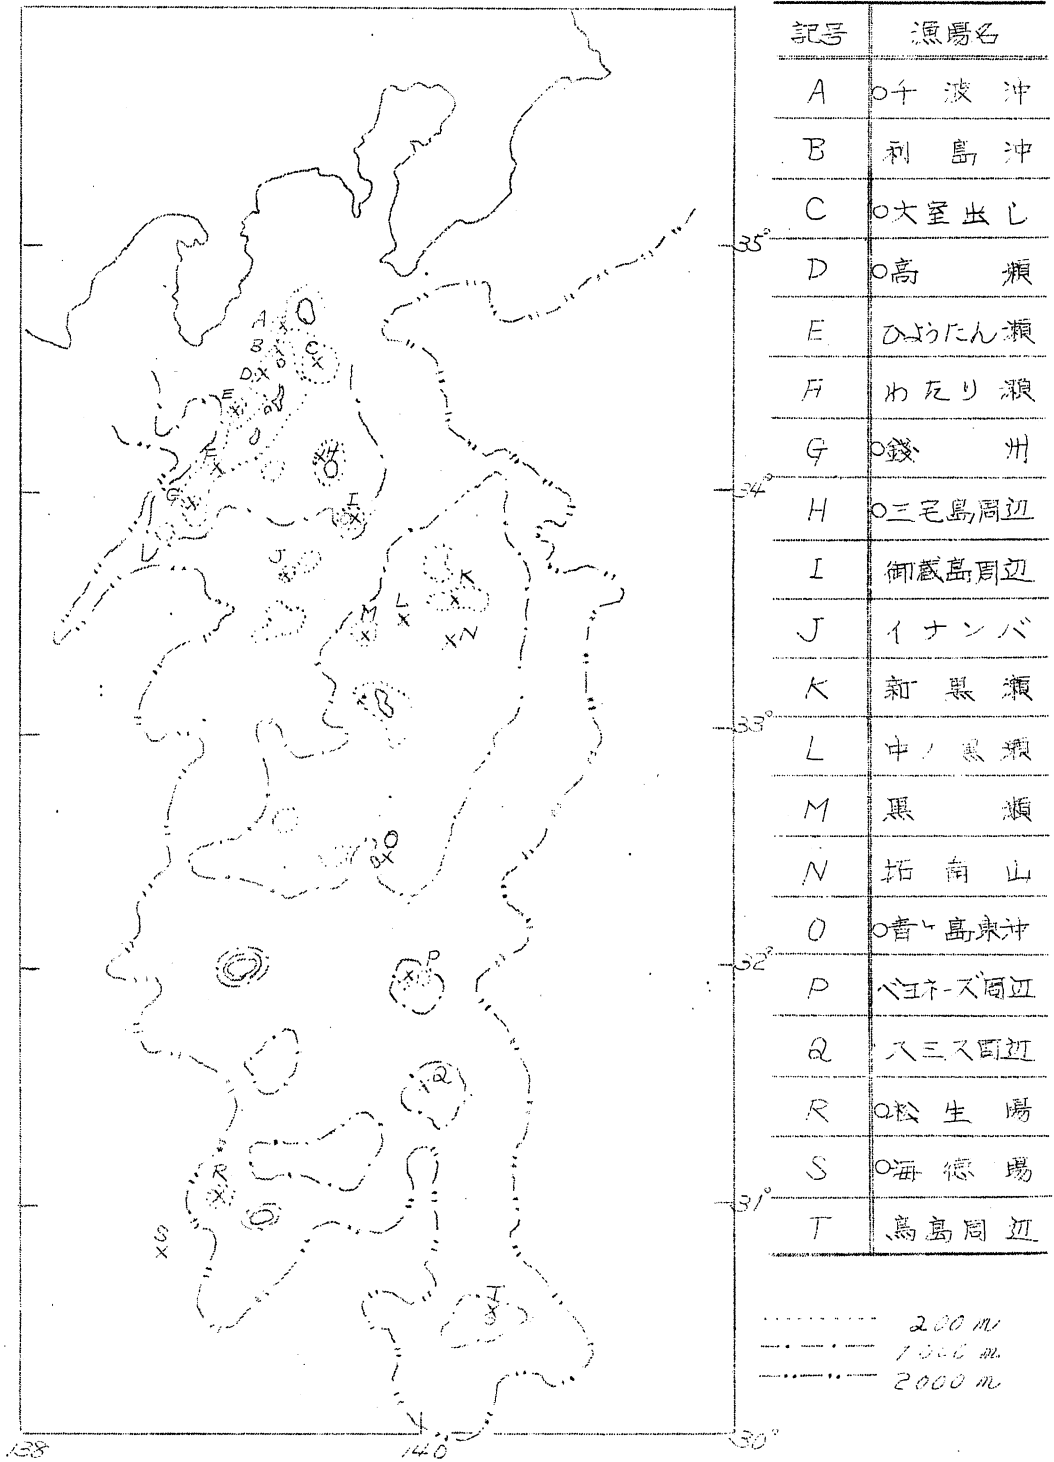 記号 漁場名
A ○千波沖
B 利島沖
C ○大室出し
D ○高瀬
E ひょうたん瀬
F わたり瀬
G ○銭州
H ○三宅島周辺
I 御蔵島周辺
J イナンバ
K 新黒瀬
L 中ノ黒瀬
M 黒瀬
N 拓南山
O ○青ヶ島東沖
P ベヨネーズ周辺
Q スミス周辺
R ○松生場
S ○海徳場
T 鳥島周辺
200m
1000m
2000m
35°
34°
33°
32°
31°
30°
138
140
A
B
C
D
E
F
G
H
I
J
K
L
M
N
O
P
Q
R
S
T